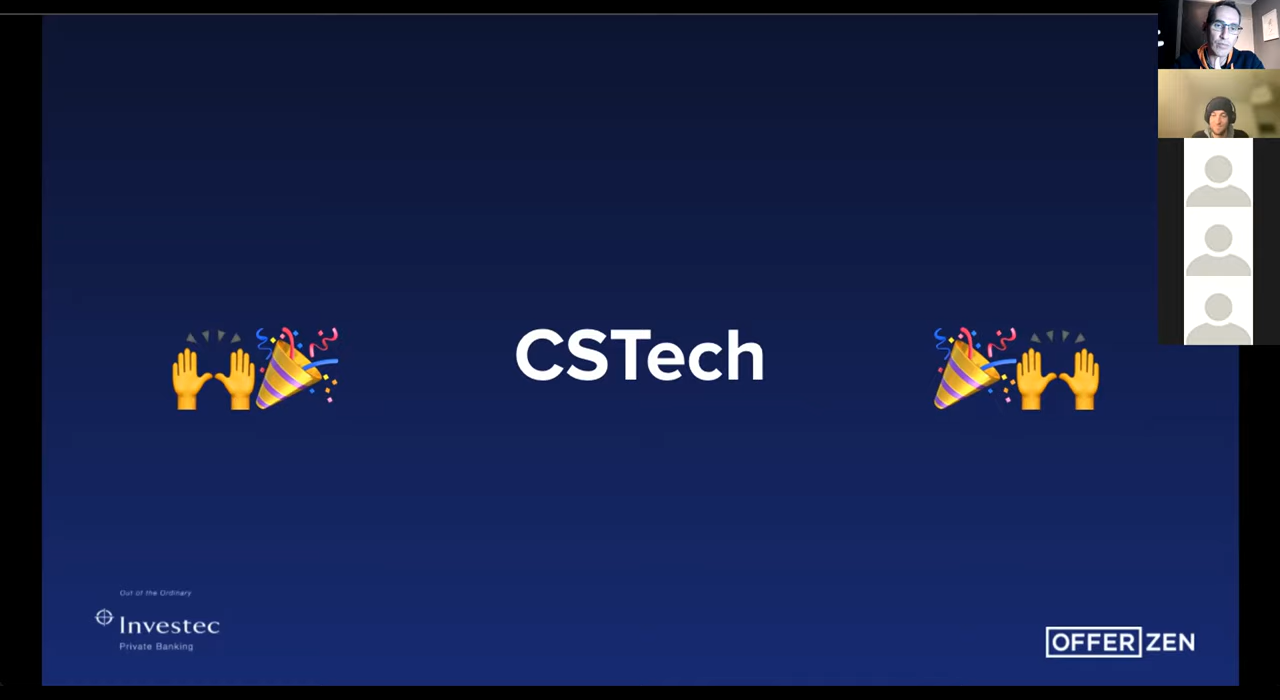 CSTech
Out of the Ordinary
Investec
Private Banking
OFFERZEN